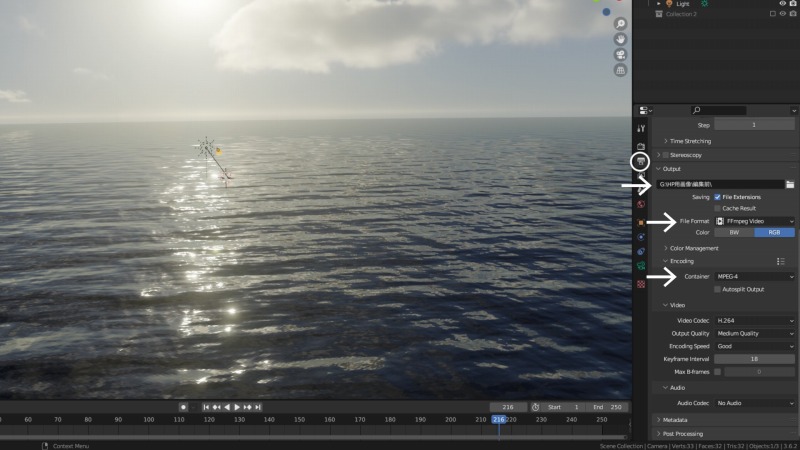 Light
Collection 2
Step 1
Time Stretching
Stereoscopy
Output
G:\HP用画像\編集前\
Saving File Extensions
Cache Result
File Format FFmpeg Video
Color BW RGB
Color Management
Encoding
Container MPEG-4
Autosplit Output
Video
Video Codec H.264
Output Quality Medium Quality
Encoding Speed Good
Keyframe Interval 18
Max B-frames 0
Audio
Audio Codec No Audio
Metadata
Post Processing
216 Start 1 End 250
60 70 80 90 100 110 120 130 140 150 160 170 180 190 200 210 216 220 230 240 250
Context Menu
Scene Collection | Camera | Verts:33 | Faces:32 | Tris:32 | Objects:1/3 | 3.6.2